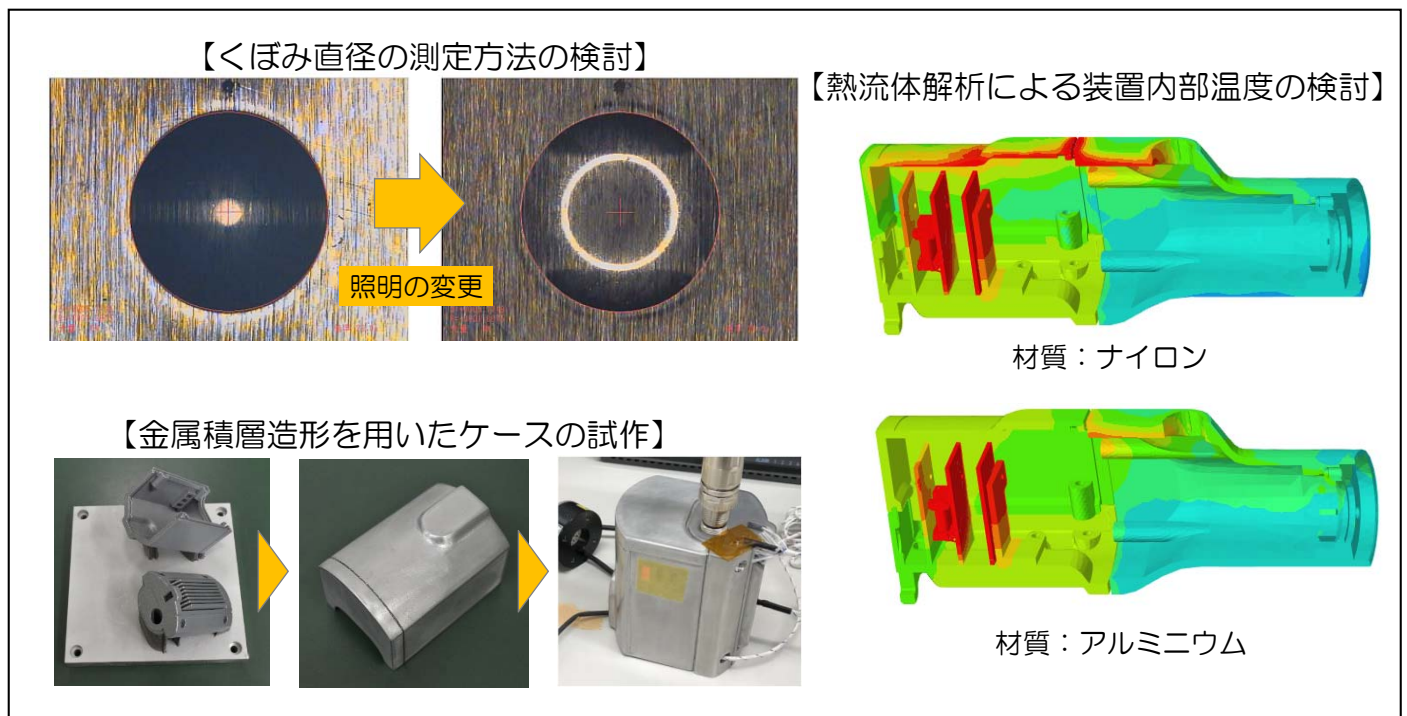 【くぼみ直径の測定方法の検討】
照明の変更
【熱流体解析による装置内部温度の検討】
材質：ナイロン
【金属積層造形を用いたケースの試作】
材質：アルミニウム